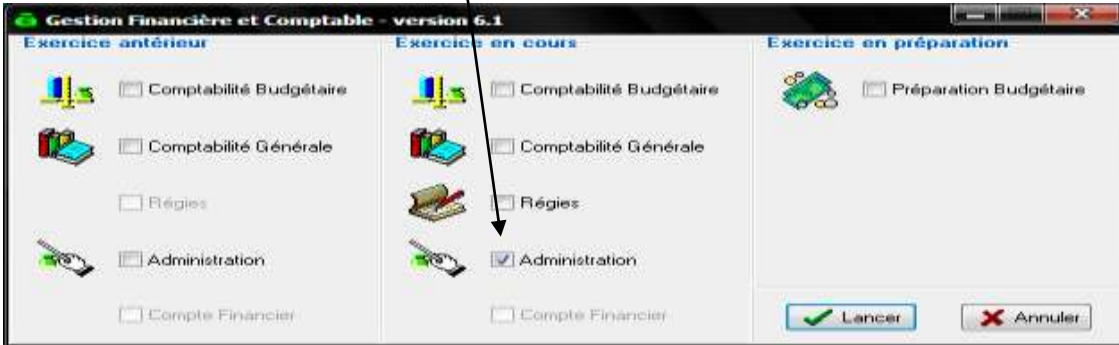 Gestion Financière et Comptable - version 6.1
Exercice antérieur
Comptabilité Budgétaire
Comptabilité Générale
Régies
Administration
Compte Financier
Exercice en cours
Comptabilité Budgétaire
Comptabilité Générale
Régies
Administration
Compte Financier
Exercice en préparation
Préparation Budgétaire
Lancer
Annuler